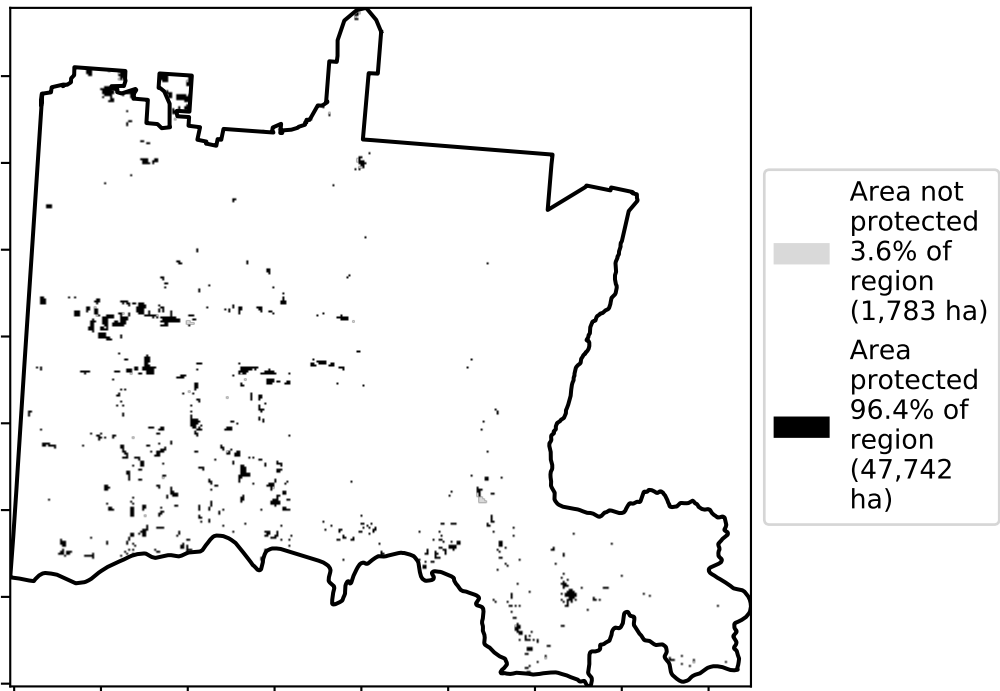 Area not
protected
3.6% of
region
(1,783 ha)
Area
protected
96.4% of
region
(47,742
ha)